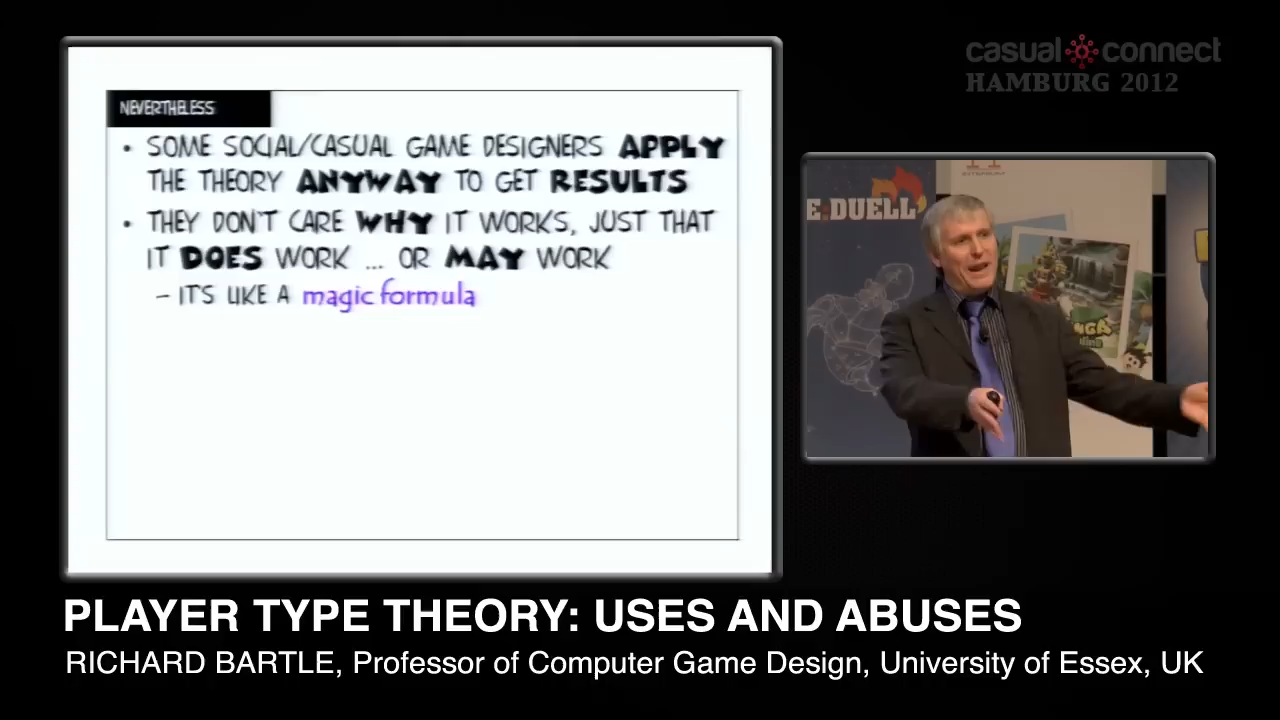 casual connect
HAMBURG 2012
NEVERTHELESS
• SOME SOCIAL/CASUAL GAME DESIGNERS APPLY
THE THEORY ANYWAY TO GET RESULTS
• THEY DON'T CARE WHY IT WORKS, JUST THAT
IT DOES WORK ... OR MAY WORK
– IT'S LIKE A magic formula
E·DUELL
PLAYER TYPE THEORY: USES AND ABUSES
RICHARD BARTLE, Professor of Computer Game Design, University of Essex, UK